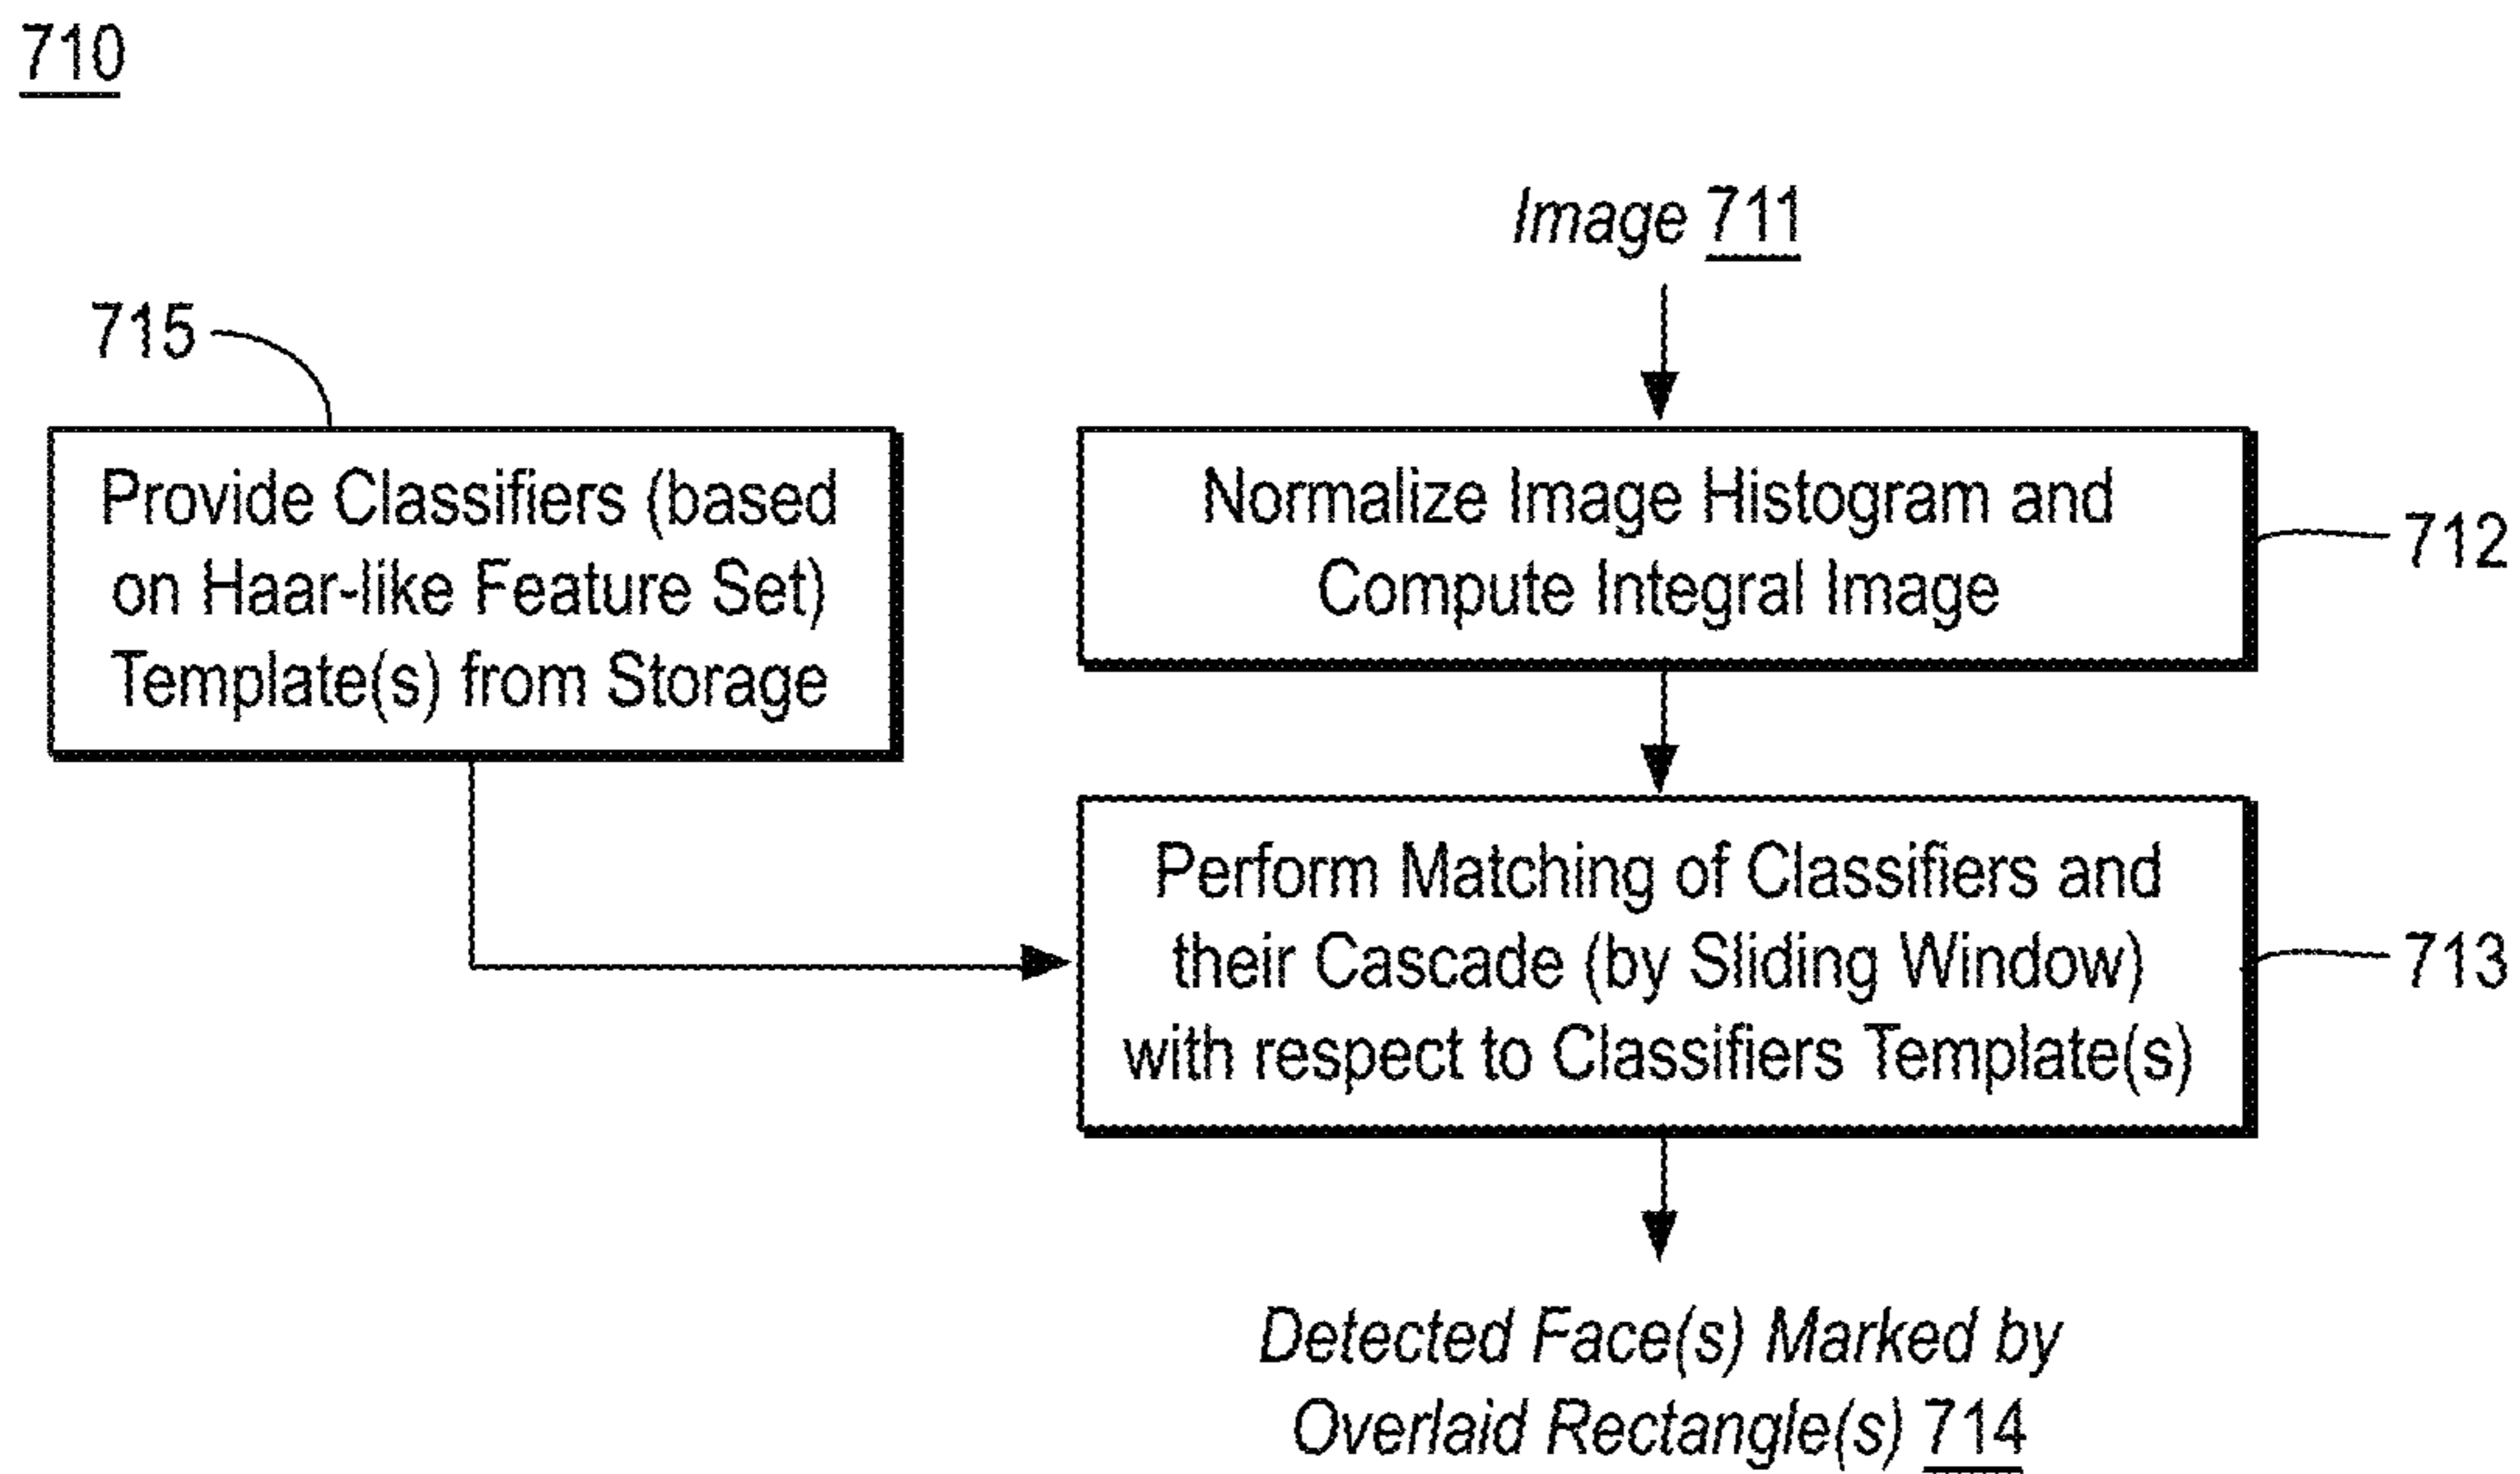 710
Image 711
715
Provide Classifiers (based
on Haar-like Feature Set)
Template(s) from Storage
Normalize Image Histogram and
Compute Integral Image
712
Perform Matching of Classifiers and
their Cascade (by Sliding Window)
with respect to Classifiers Template(s)
713
Detected Face(s) Marked by
Overlaid Rectangle(s) 714